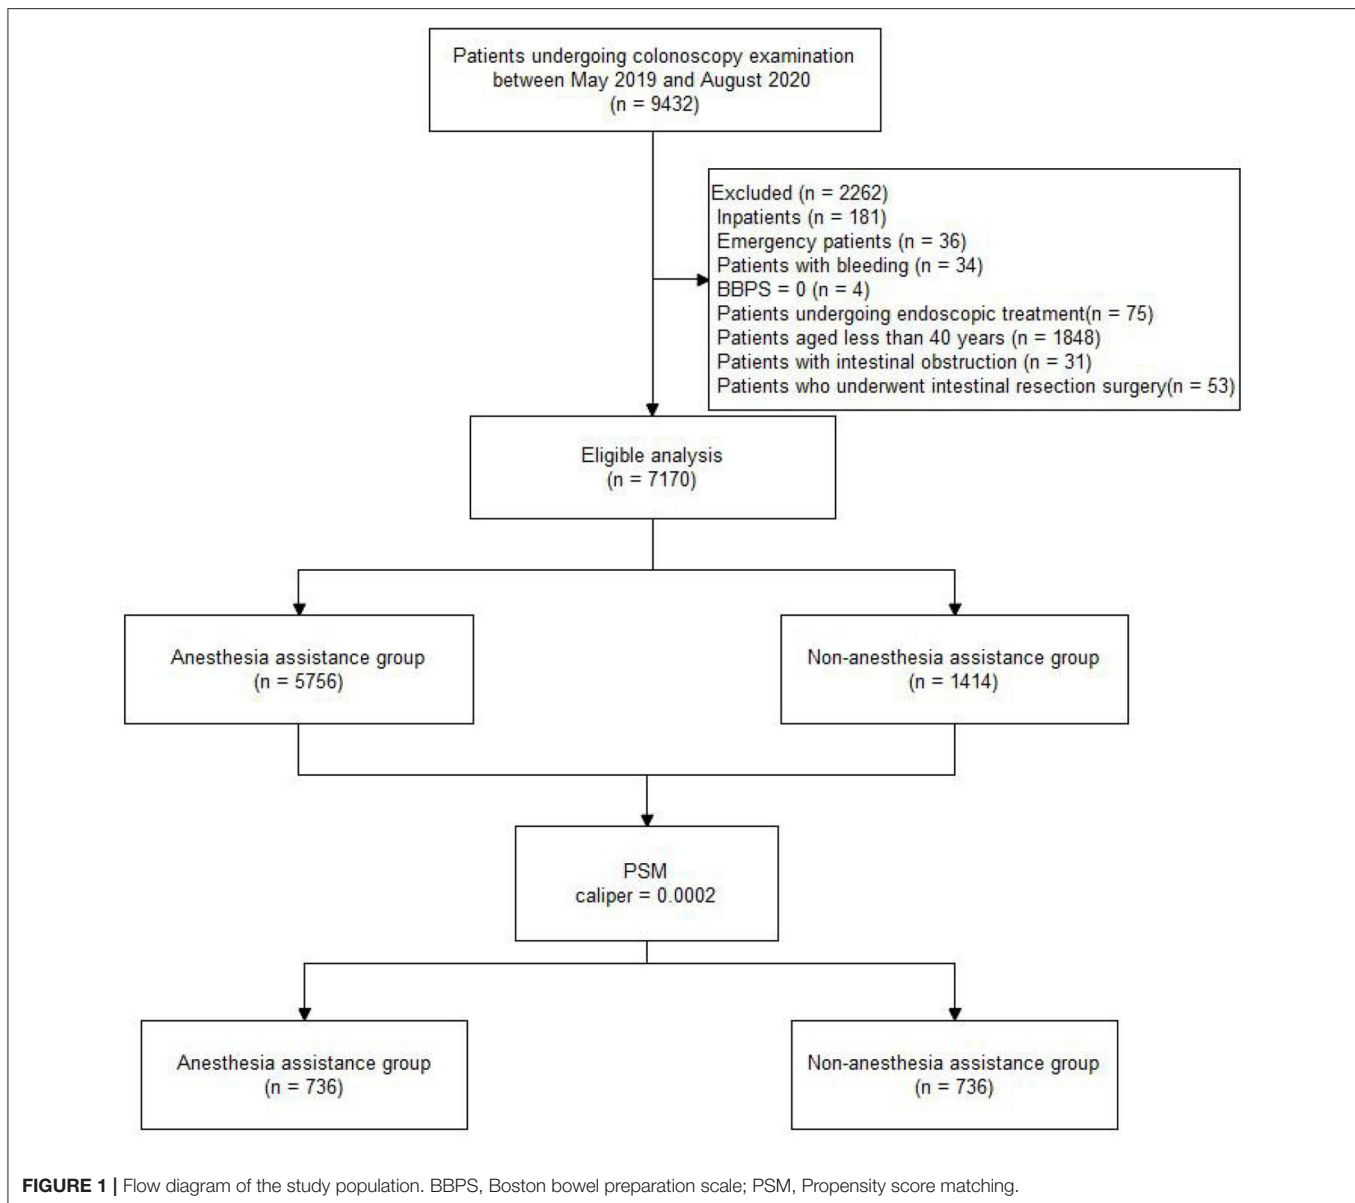 Patients undergoing colonoscopy examination
between May 2019 and August 2020
(n = 9432)
Excluded (n = 2262)
Inpatients (n = 181)
Emergency patients (n = 36)
Patients with bleeding (n = 34)
BBPS = 0 (n = 4)
Patients undergoing endoscopic treatment(n = 75)
Patients aged less than 40 years (n = 1848)
Patients with intestinal obstruction (n = 31)
Patients who underwent intestinal resection surgery(n = 53)
Eligible analysis
(n = 7170)
Anesthesia assistance group
(n = 5756)
Non-anesthesia assistance group
(n = 1414)
PSM
caliper = 0.0002
Anesthesia assistance group
(n = 736)
Non-anesthesia assistance group
(n = 736)
FIGURE 1 | Flow diagram of the study population. BBPS, Boston bowel preparation scale; PSM, Propensity score matching.